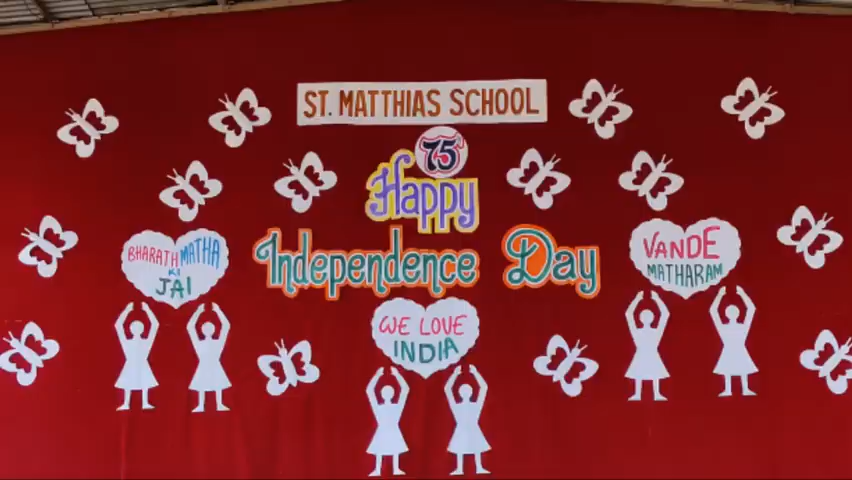 ST. MATTHIAS SCHOOL
75
Happy
Independence Day
BHARATH MATHA
KI
JAI
VANDE
MATHARAM
WE LOVE
INDIA